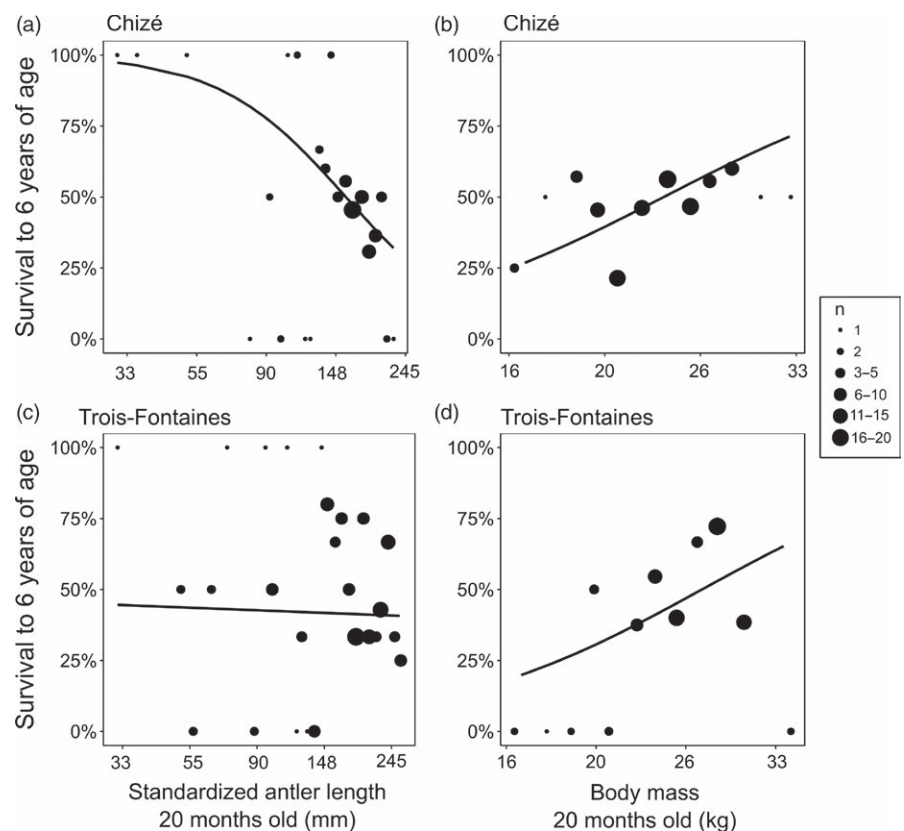 (a) Chizé
(b) Chizé
Survival to 6 years of age
100%
75%
50%
25%
0%
33 55 90 148 245
100%
75%
50%
25%
0%
16 20 26 33
n
1
2
3–5
6–10
11–15
16–20
(c) Trois-Fontaines
(d) Trois-Fontaines
Survival to 6 years of age
100%
75%
50%
25%
0%
33 55 90 148 245
Standardized antler length
20 months old (mm)
100%
75%
50%
25%
0%
16 20 26 33
Body mass
20 months old (kg)